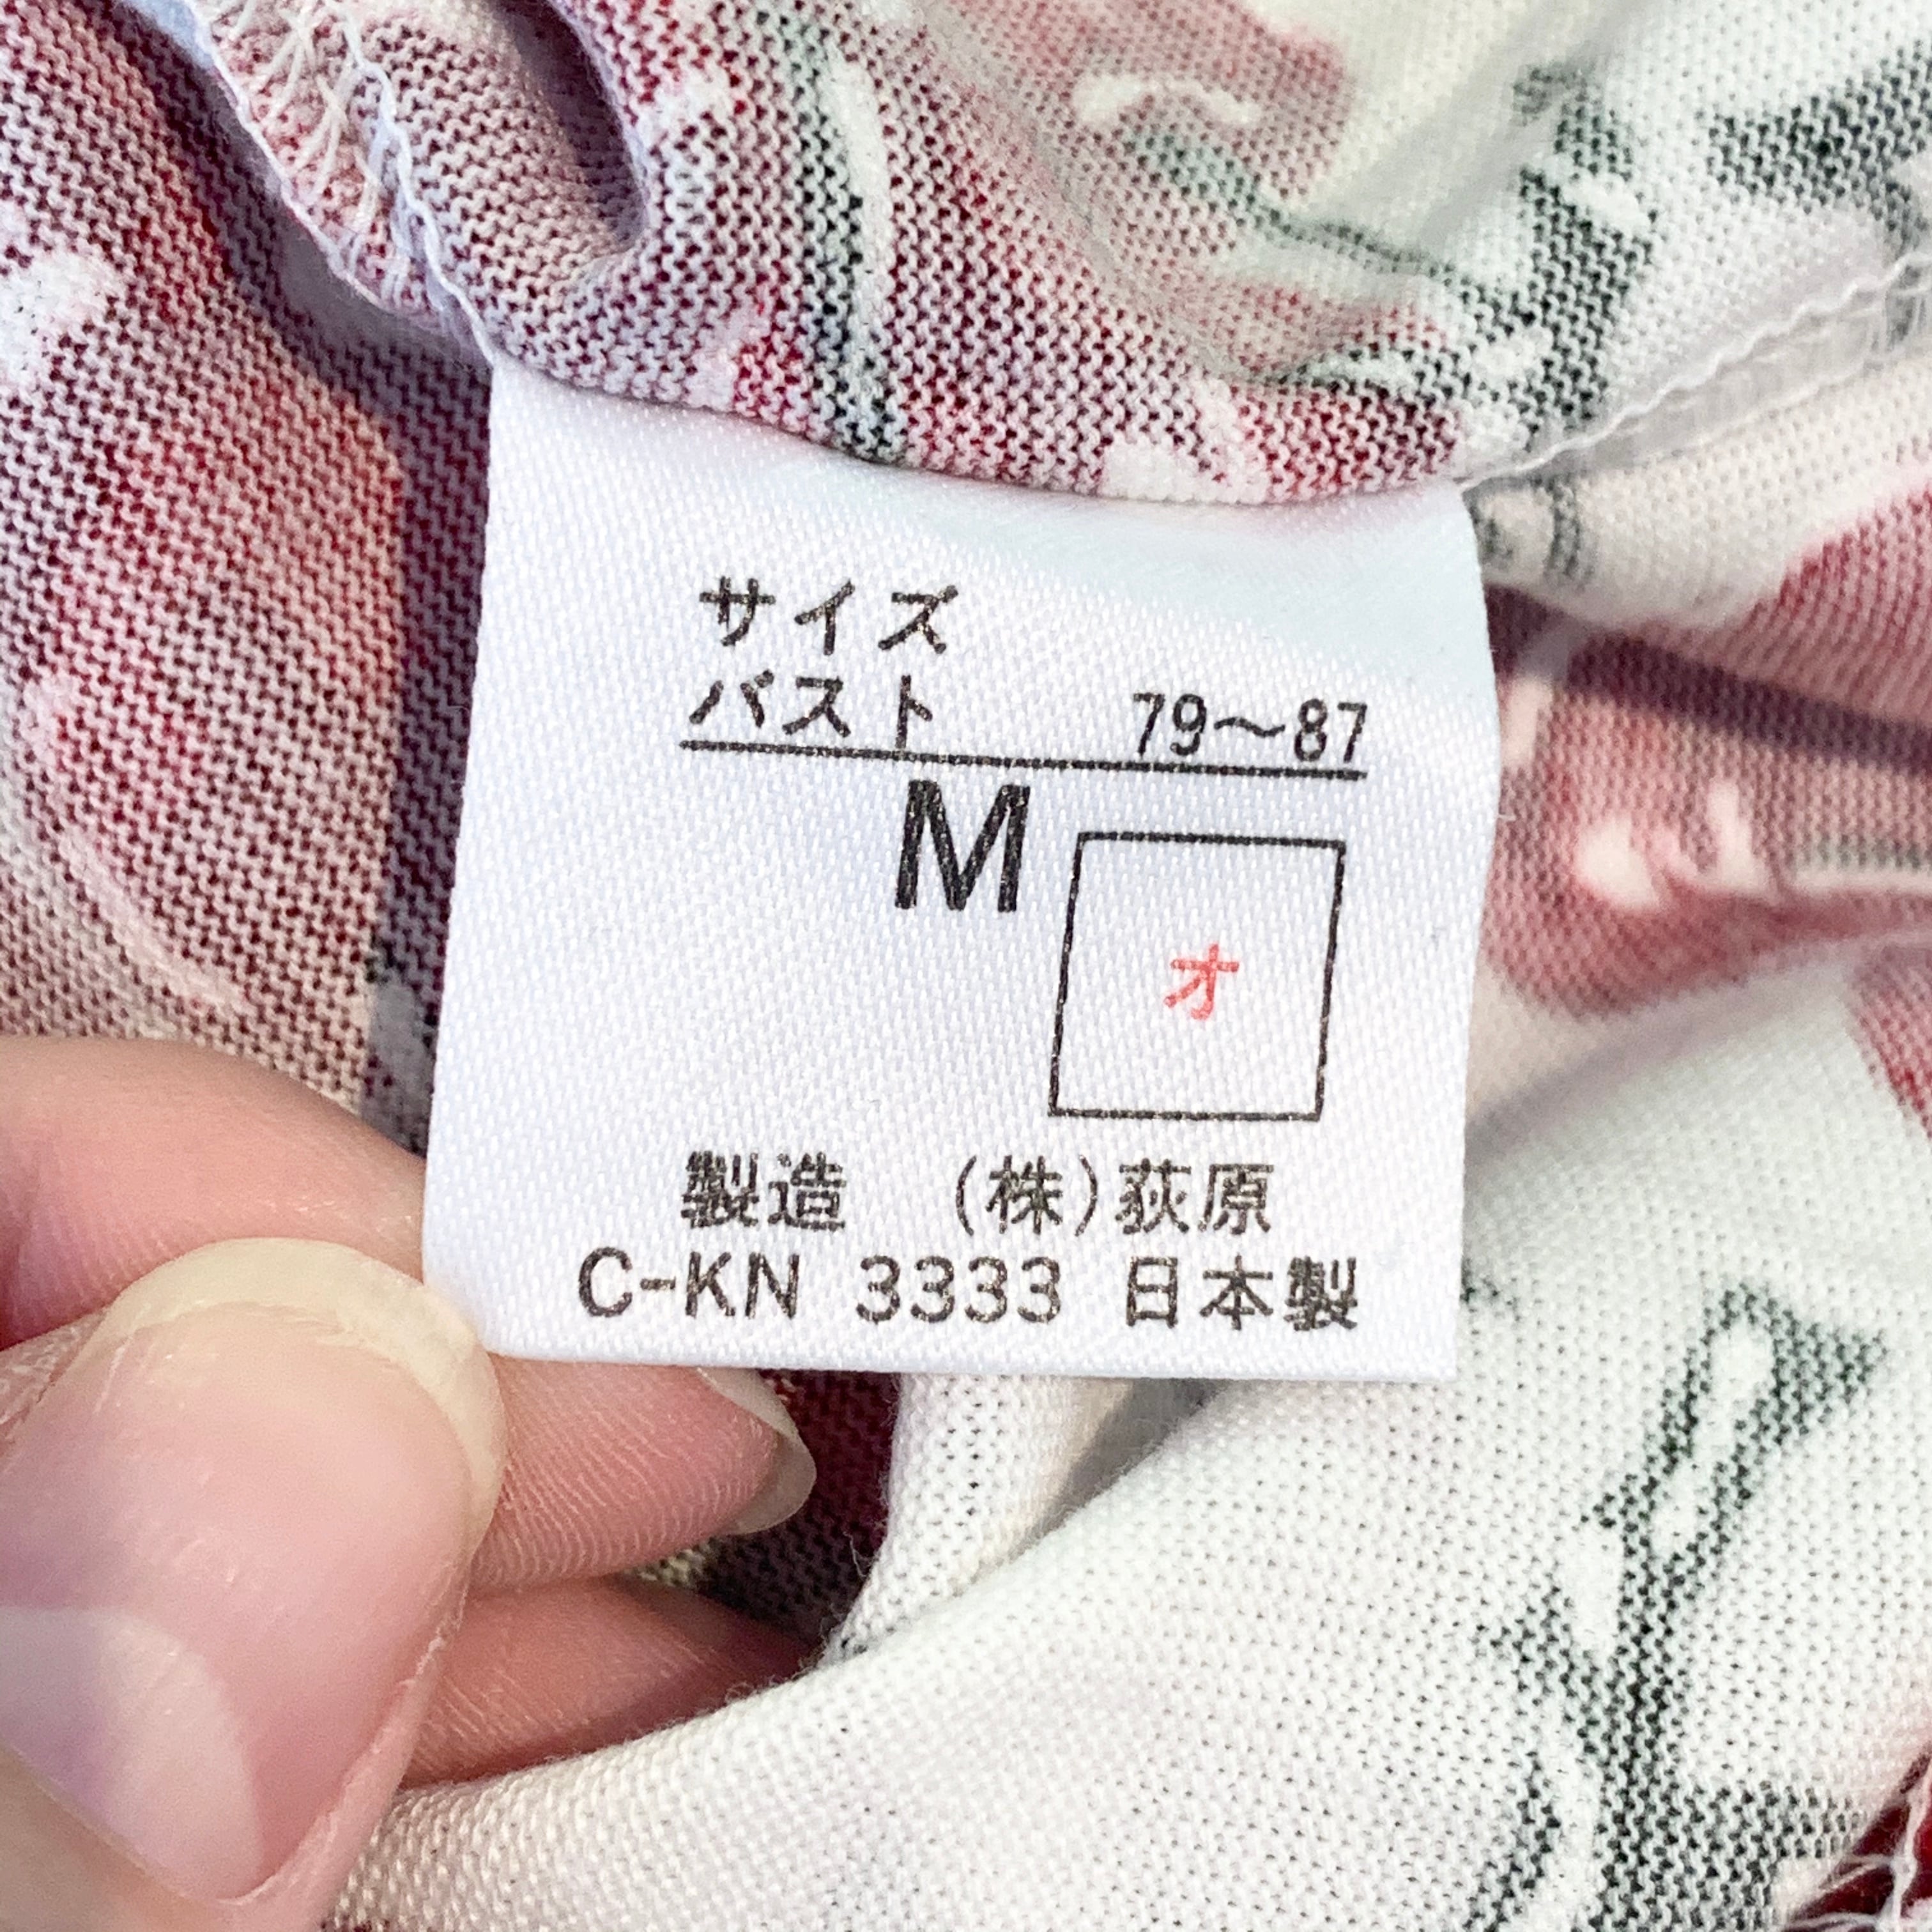 サイズ
バスト 79〜87
M
オ
製造 (株)荻原
C-KN 3333 日本製